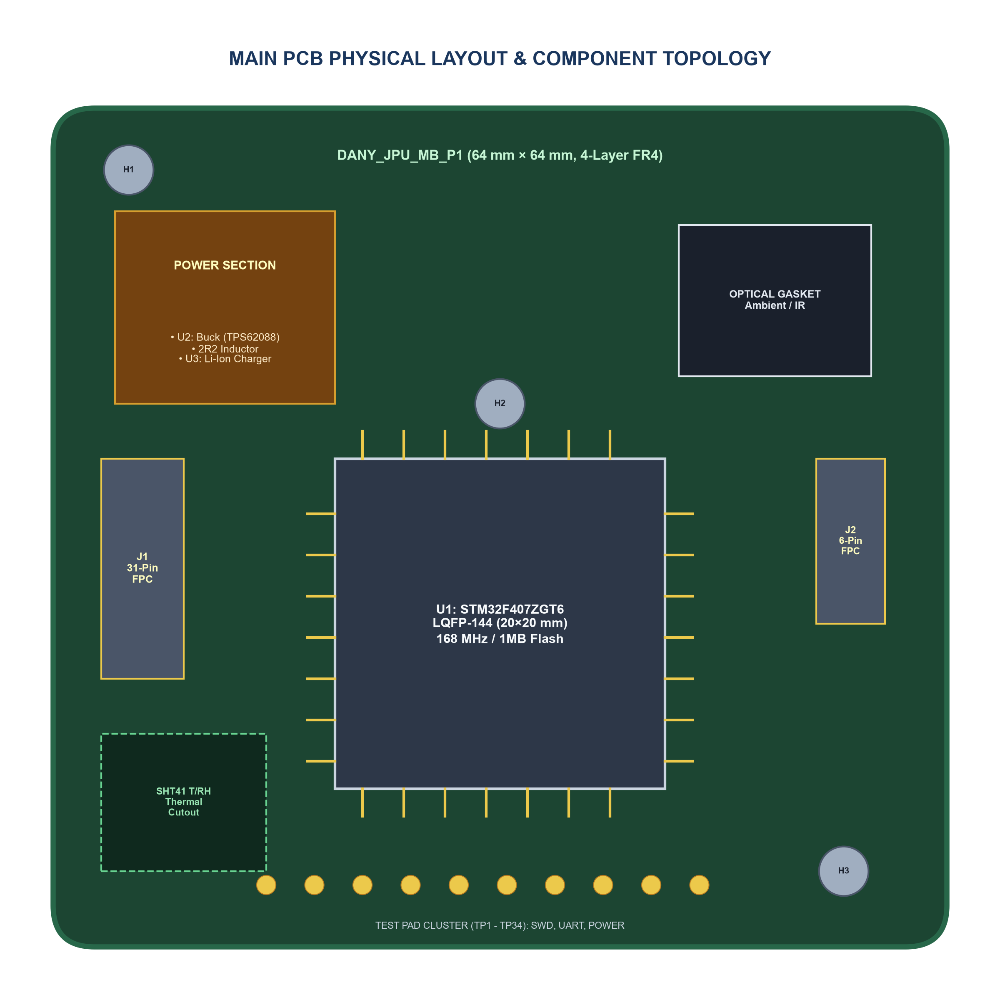 MAIN PCB PHYSICAL LAYOUT & COMPONENT TOPOLOGY
DANY_JPU_MB_P1 (64 mm × 64 mm, 4-Layer FR4)
H1
POWER SECTION
• U2: Buck (TPS62088)
• 2R2 Inductor
• U3: Li-Ion Charger
OPTICAL GASKET
Ambient / IR
H2
J1
31-Pin
FPC
U1: STM32F407ZGT6
LQFP-144 (20×20 mm)
168 MHz / 1MB Flash
J2
6-Pin
FPC
SHT41 T/RH
Thermal
Cutout
H3
TEST PAD CLUSTER (TP1 - TP34): SWD, UART, POWER